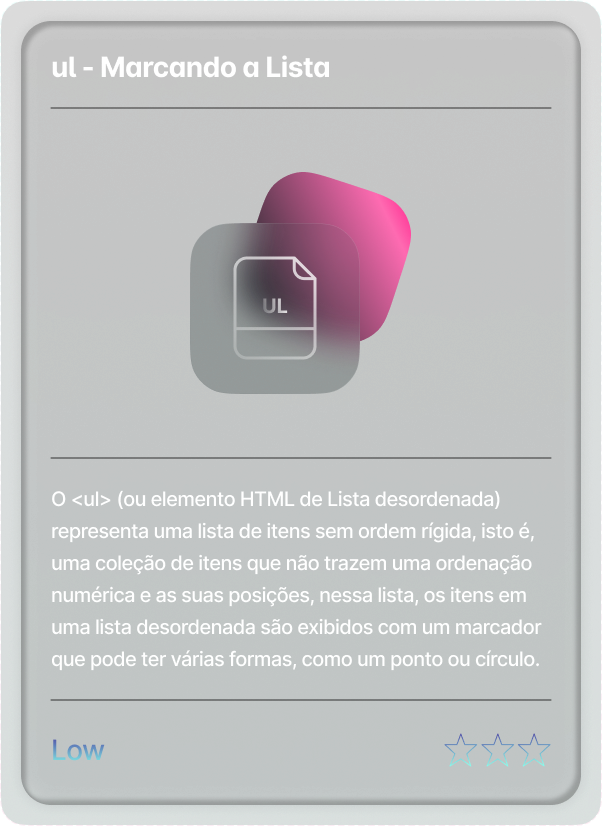 ul - Marcando a Lista
UL
O <ul> (ou elemento HTML de Lista desordenada)
representa uma lista de itens sem ordem rígida, isto é,
uma coleção de itens que não trazem uma ordenação
numérica e as suas posições, nessa lista, os itens em
uma lista desordenada são exibidos com um marcador
que pode ter várias formas, como um ponto ou círculo.
Low